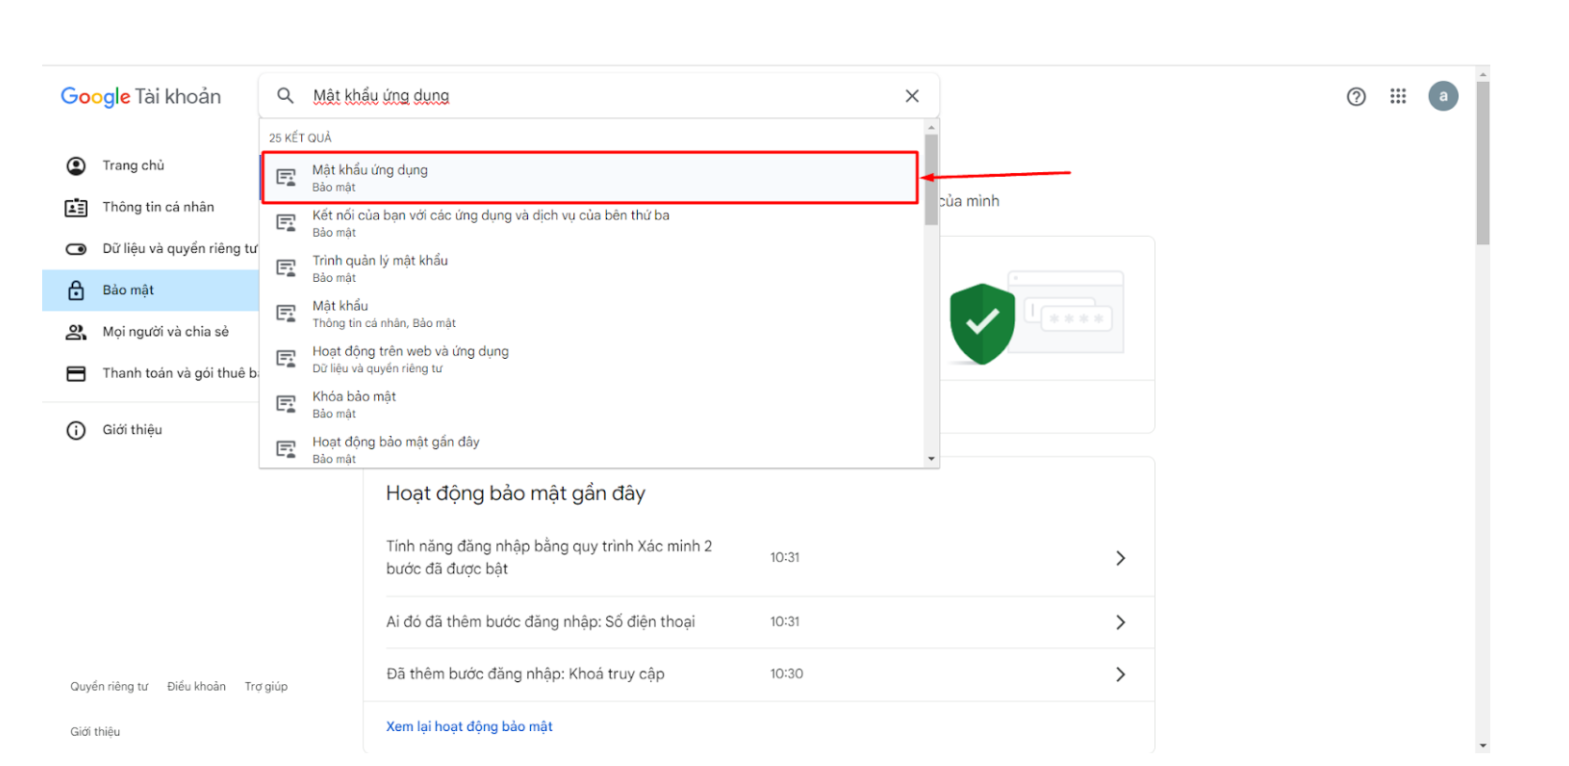 Google Tài khoản
Mật khẩu ứng dụng
a
25 KẾT QUẢ
Mật khẩu ứng dụng
Bảo mật
Kết nối của bạn với các ứng dụng và dịch vụ của bên thứ ba
Bảo mật
Trình quản lý mật khẩu
Bảo mật
Mật khẩu
Thông tin cá nhân, Bảo mật
Hoạt động trên web và ứng dụng
Dữ liệu và quyền riêng tư
Khóa bảo mật
Bảo mật
Hoạt động bảo mật gần đây
Bảo mật
Trang chủ
Thông tin cá nhân
Dữ liệu và quyền riêng tư
Bảo mật
Mọi người và chia sẻ
Thanh toán và gói thuê b
Giới thiệu
của mình
****
Hoạt động bảo mật gần đây
Tính năng đăng nhập bằng quy trình Xác minh 2
bước đã được bật
10:31
Ai đó đã thêm bước đăng nhập: Số điện thoại
10:31
Đã thêm bước đăng nhập: Khoá truy cập
10:30
Xem lại hoạt động bảo mật
Quyền riêng tư Điều khoản Trợ giúp
Giới thiệu